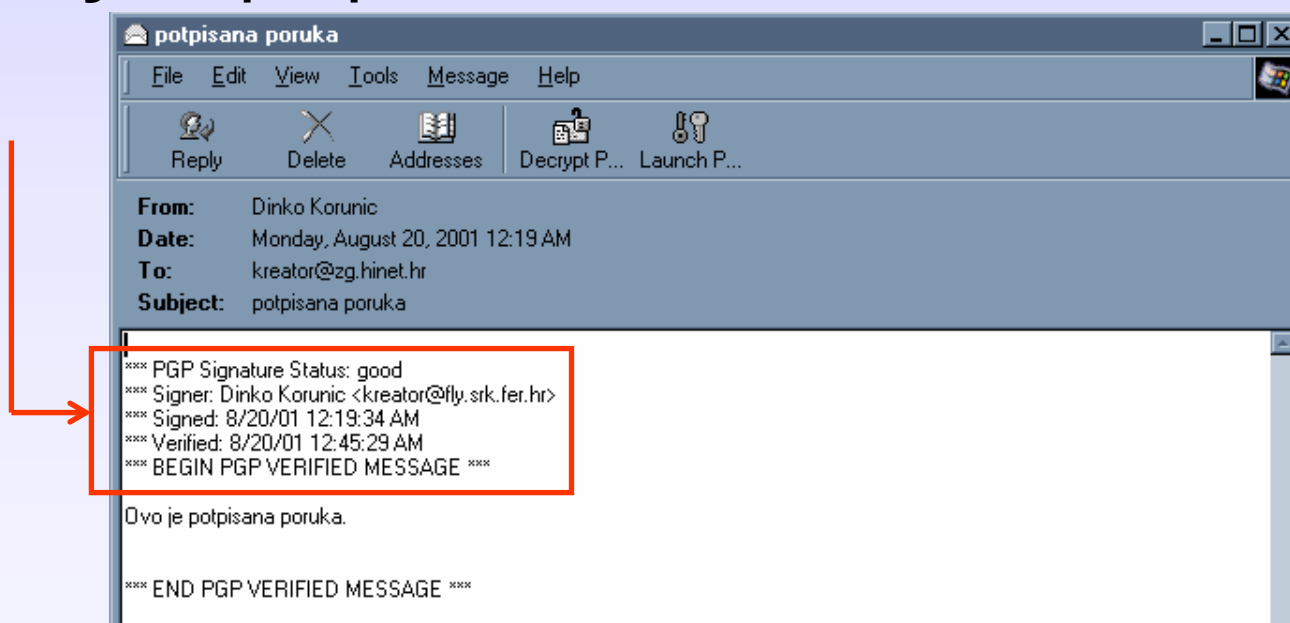 potpisana poruka
File Edit View Tools Message Help
Reply Delete Addresses Decrypt P... Launch P...
From: Dinko Korunic
Date: Monday, August 20, 2001 12:19 AM
To: kreator@zg.hinet.hr
Subject: potpisana poruka
*** PGP Signature Status: good
*** Signer: Dinko Korunic <kreator@fly.srk.fer.hr>
*** Signed: 8/20/01 12:19:34 AM
*** Verified: 8/20/01 12:45:29 AM
*** BEGIN PGP VERIFIED MESSAGE ***
Ovo je potpisana poruka.
*** END PGP VERIFIED MESSAGE ***